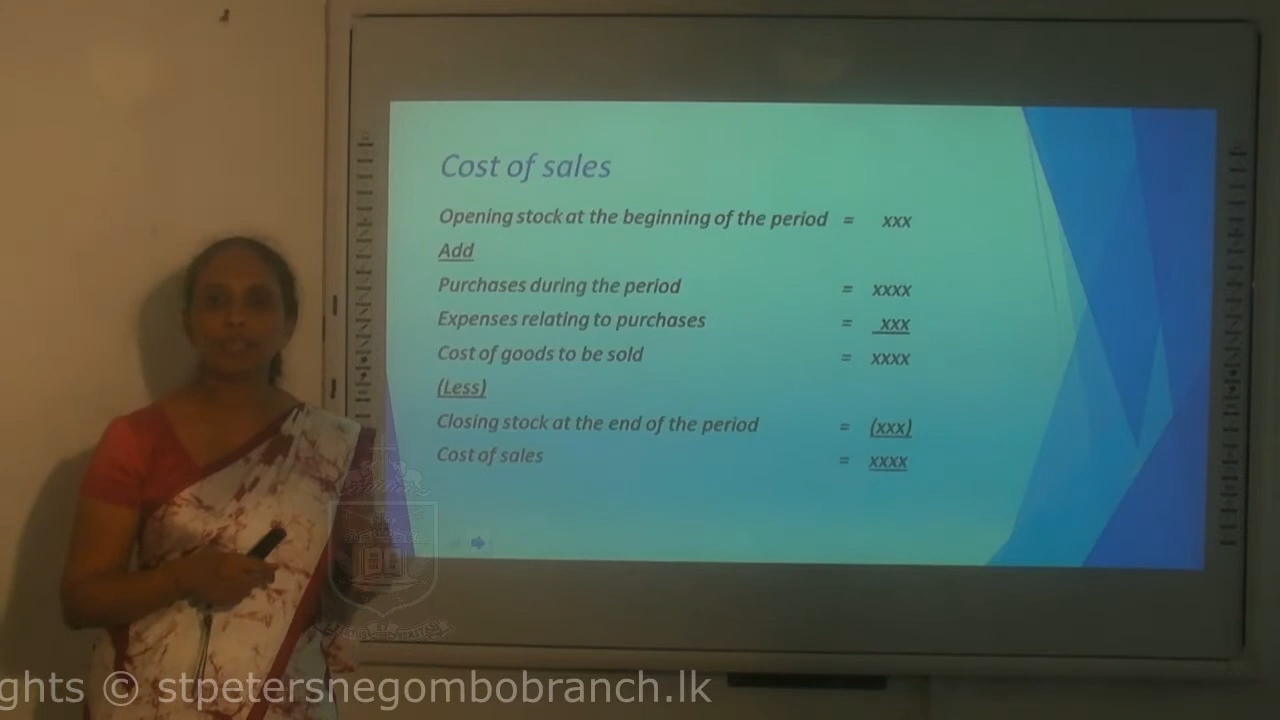 Cost of sales
Opening stock at the beginning of the period = xxx
Add
Purchases during the period = xxxx
Expenses relating to purchases = xxx
Cost of goods to be sold = xxxx
(Less)
Closing stock at the end of the period = (xxx)
Cost of sales = xxxx
ghts © stpetersnegombobranch.lk